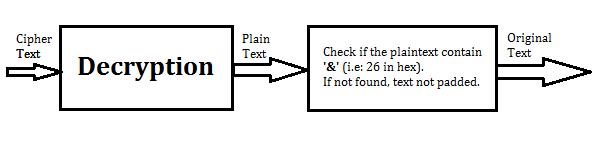 Cipher
Text
Decryption
Plain
Text
Check if the plaintext contain
'&' (i.e: 26 in hex).
If not found, text not padded.
Original
Text